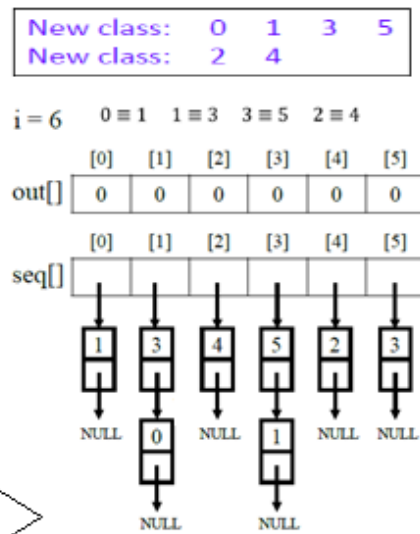 New class: 0 1 3 5
New class: 2 4
i = 6 0 ≡ 1 1 ≡ 3 3 ≡ 5 2 ≡ 4
[0] [1] [2] [3] [4] [5]
out[] 0 0 0 0 0 0
[0] [1] [2] [3] [4] [5]
seq[]
1 3 4 5 2 3
NULL NULL NULL NULL
0 1
NULL NULL